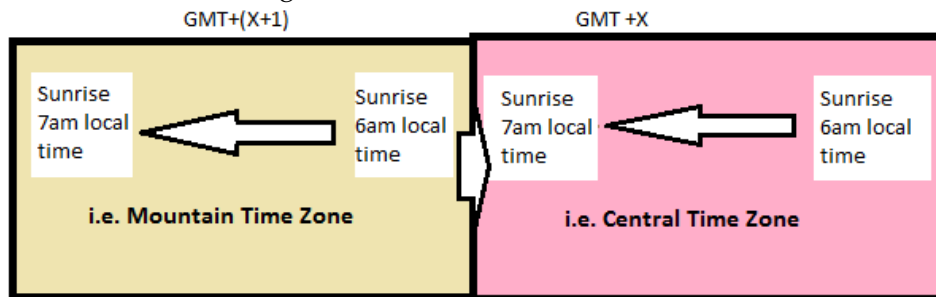 GMT+(X+1)
GMT +X
Sunrise
7am local
time
Sunrise
6am local
time
Sunrise
7am local
time
Sunrise
6am local
time
i.e. Mountain Time Zone
i.e. Central Time Zone